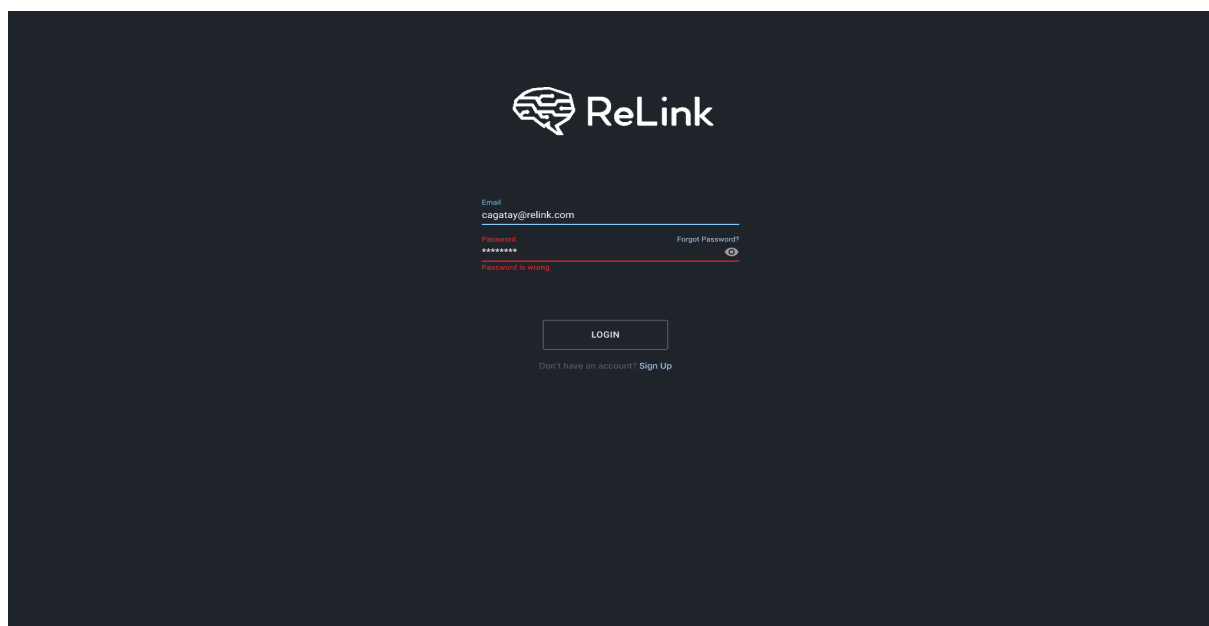 ReLink
Email
cagatay@relink.com
Password Forgot Password?
********
Password is wrong.
LOGIN
Don't have an account? Sign Up